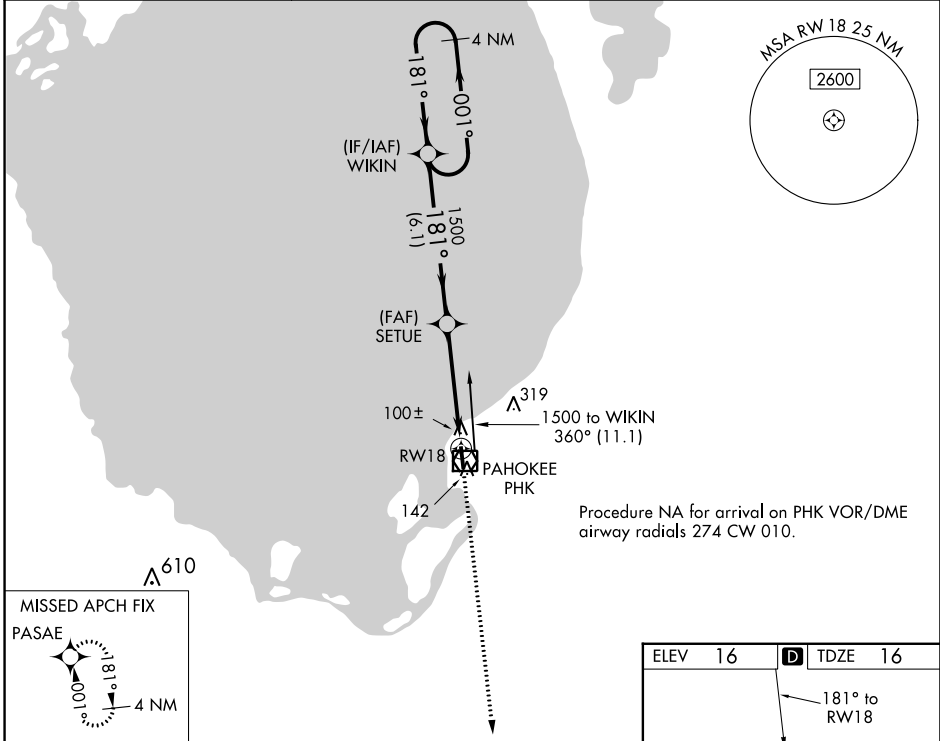 MSA RW 18 25 NM
2600
4 NM
181°
001°
(IF/IAF)
WIKIN
1500
181°
(6.1)
(FAF)
SETUE
319
100±
1500 to WIKIN
360° (11.1)
RW18
PAHOKEE
PHK
142
Procedure NA for arrival on PHK VOR/DME
airway radials 274 CW 010.
610
MISSED APCH FIX
PASAE
181°
001°
4 NM
ELEV 16 D TDZE 16
181° to
RW18